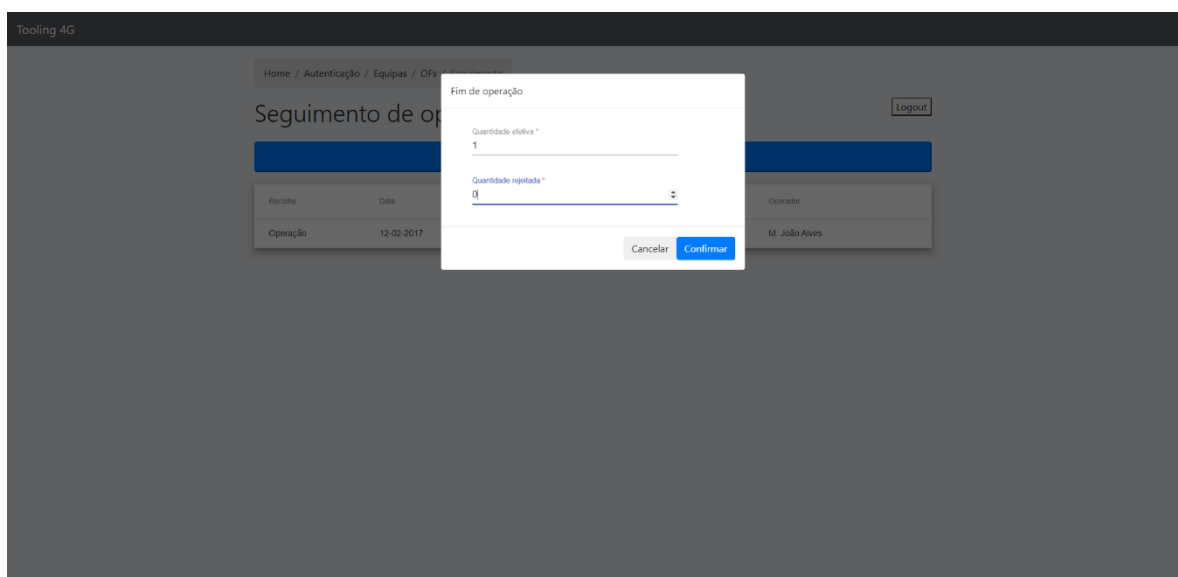 Tooling 4G
Home / Autenticação / Equipas / OFs / Seguimento
Fim de operação
Seguimento de op
Logout
Quantidade efetiva *
1
Quantidade rejeitada *
0
Recolha Data Operador
Operação 12-02-2017 M. João Alves
Cancelar Confirmar